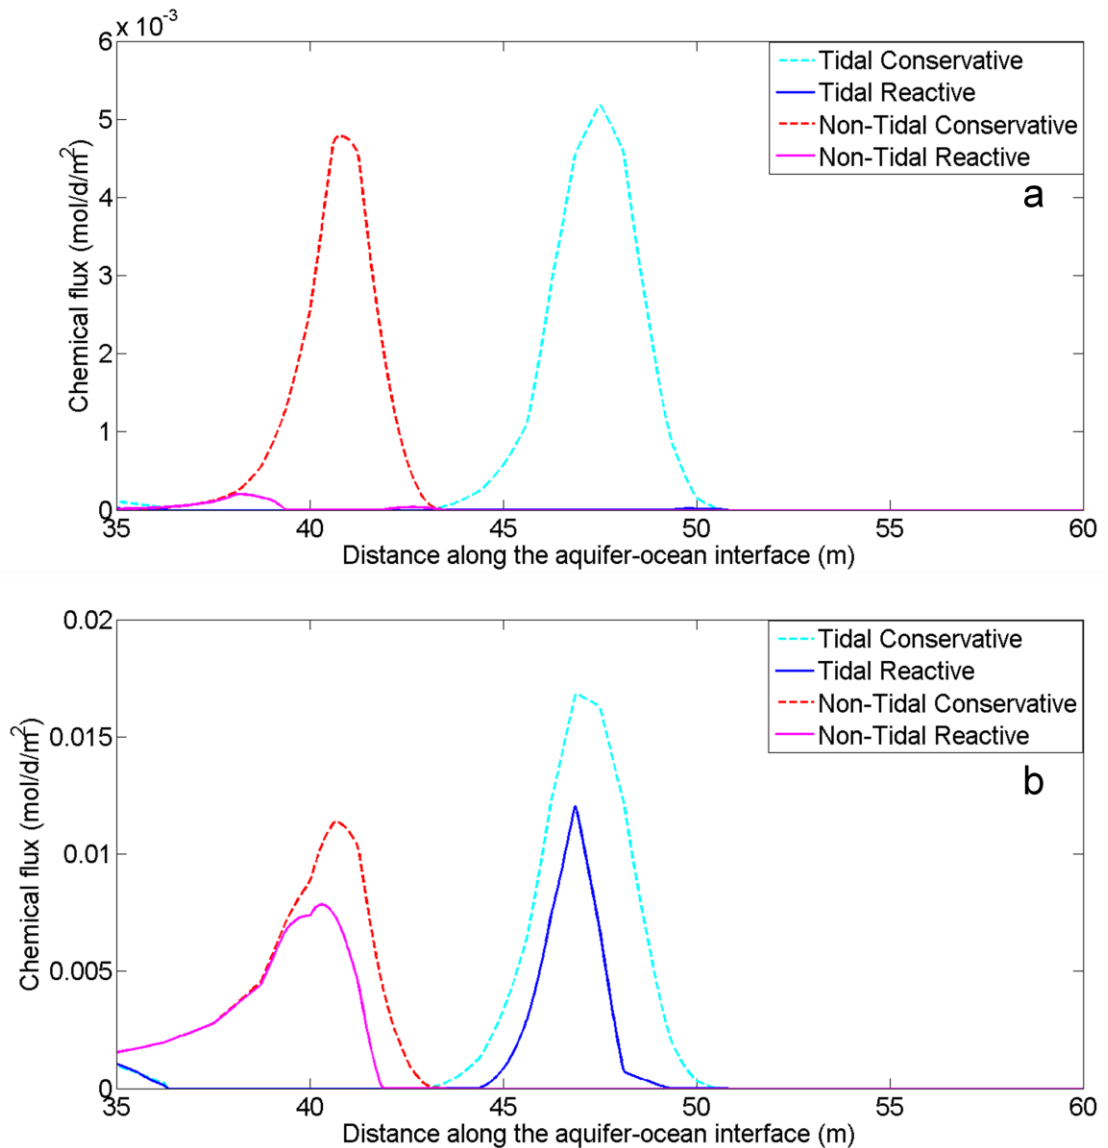 x 10⁻³
6
5
4
3
2
1
0
Chemical flux (mol/d/m²)
Tidal Conservative
Tidal Reactive
Non-Tidal Conservative
Non-Tidal Reactive
a
35 40 45 50 55 60
Distance along the aquifer-ocean interface (m)
0.02
0.015
0.01
0.005
0
Chemical flux (mol/d/m²)
Tidal Conservative
Tidal Reactive
Non-Tidal Conservative
Non-Tidal Reactive
b
35 40 45 50 55 60
Distance along the aquifer-ocean interface (m)